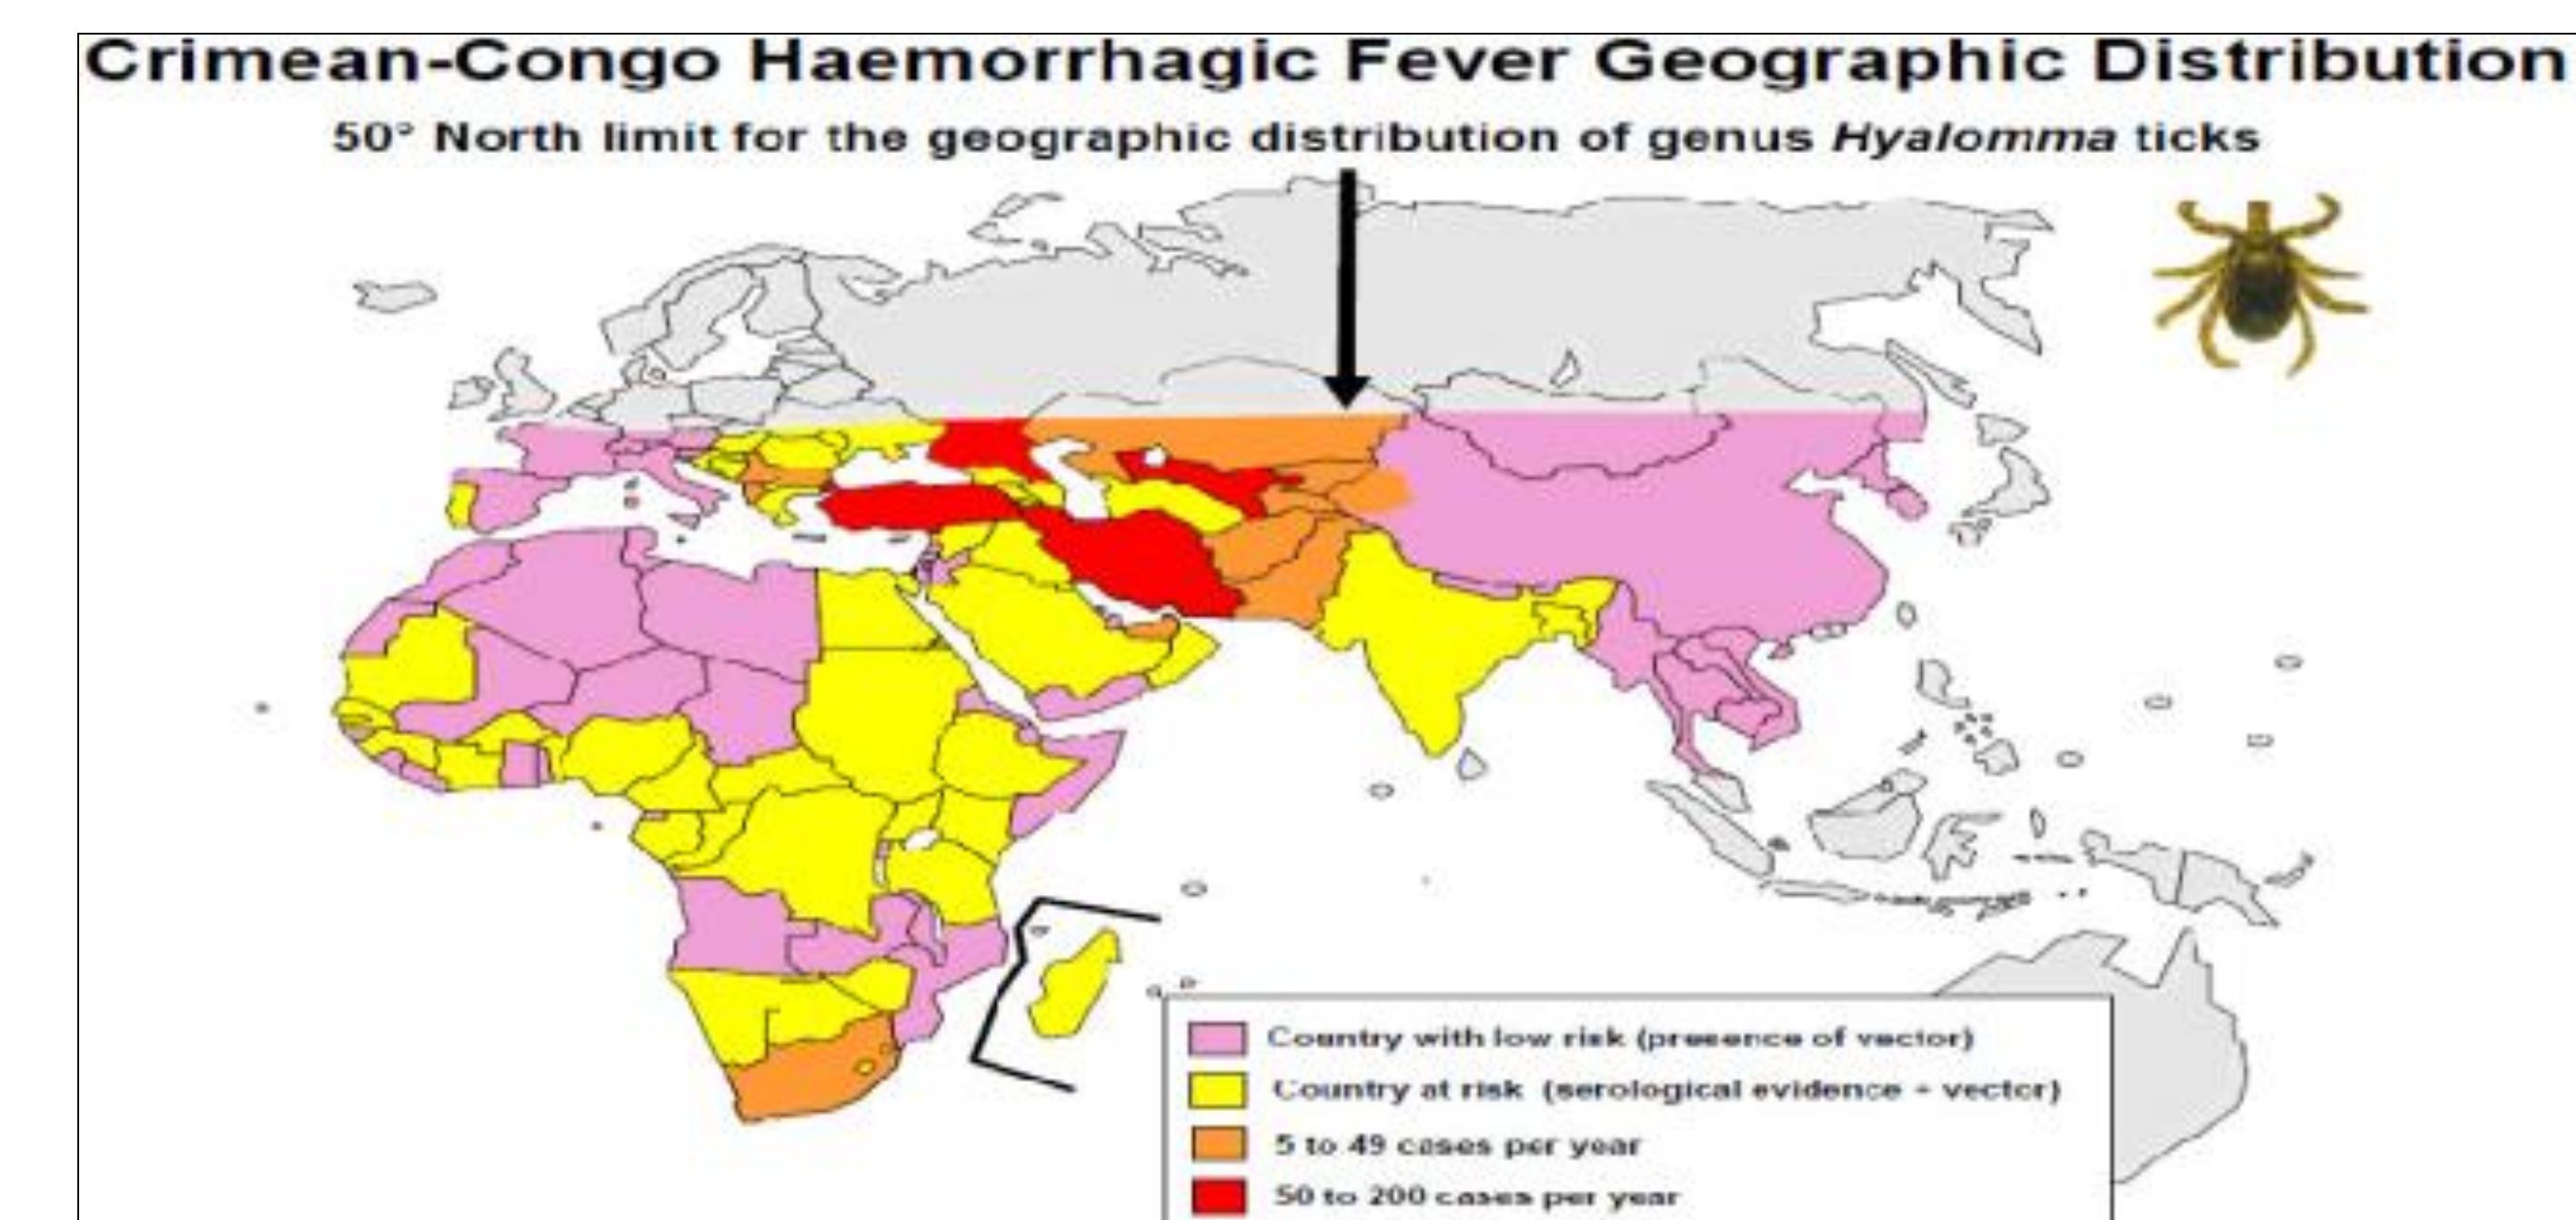 Crimean-Congo Haemorrhagic Fever Geographic Distribution
50° North limit for the geographic distribution of genus Hyalomma ticks
Country with low risk (presence of vector)
Country at risk (serological evidence + vector)
5 to 49 cases per year
50 to 200 cases per year